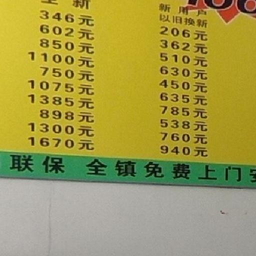 全新
新用户
以旧换新
346元 206元
602元 362元
850元 510元
1100元 630元
750元 450元
1075元 635元
1385元 785元
898元 538元
1300元 760元
1670元 940元
联保 全镇免费上门安